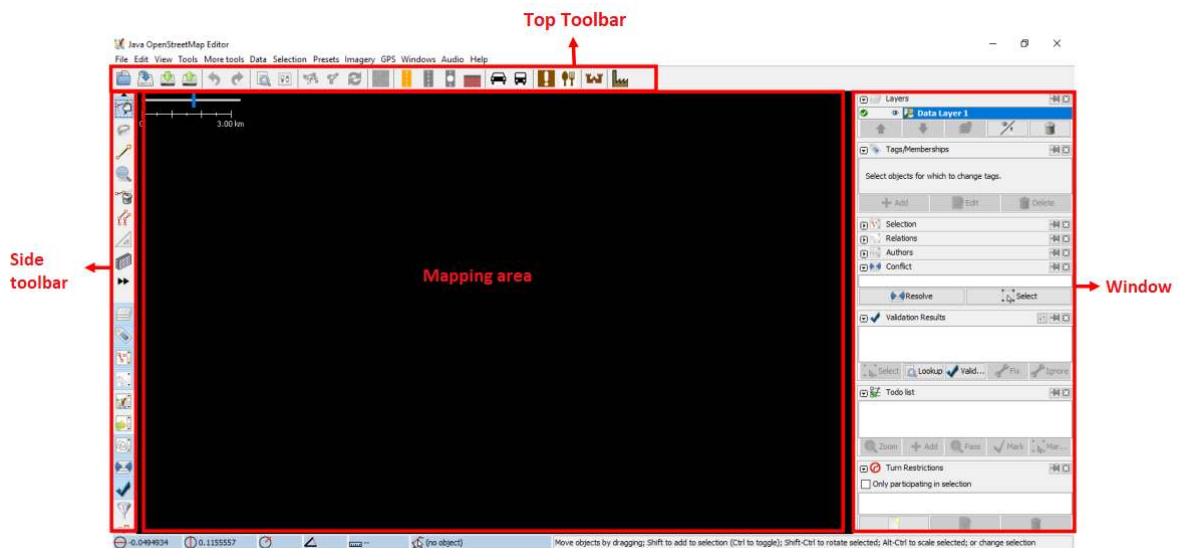 Top Toolbar
Java OpenStreetMap Editor
File Edit View Tools More tools Data Selection Presets Imagery GPS Windows Audio Help
0 3.00 km
Layers
Data Layer 1
Tags/Memberships
Select objects for which to change tags.
Add Edit Delete
Selection
Relations
Authors
Conflict
Resolve Select
Side
toolbar
Mapping area
Window
Validation Results
Select Lookup Valid... Fix Ignore
Todo list
Zoom Add Pass Mark Mar...
Turn Restrictions
Only participating in selection
-0.0494934 0.1155557 -- (no object) Move objects by dragging; Shift to add to selection (Ctrl to toggle); Shift-Ctrl to rotate selected; Alt-Ctrl to scale selected; or change selection